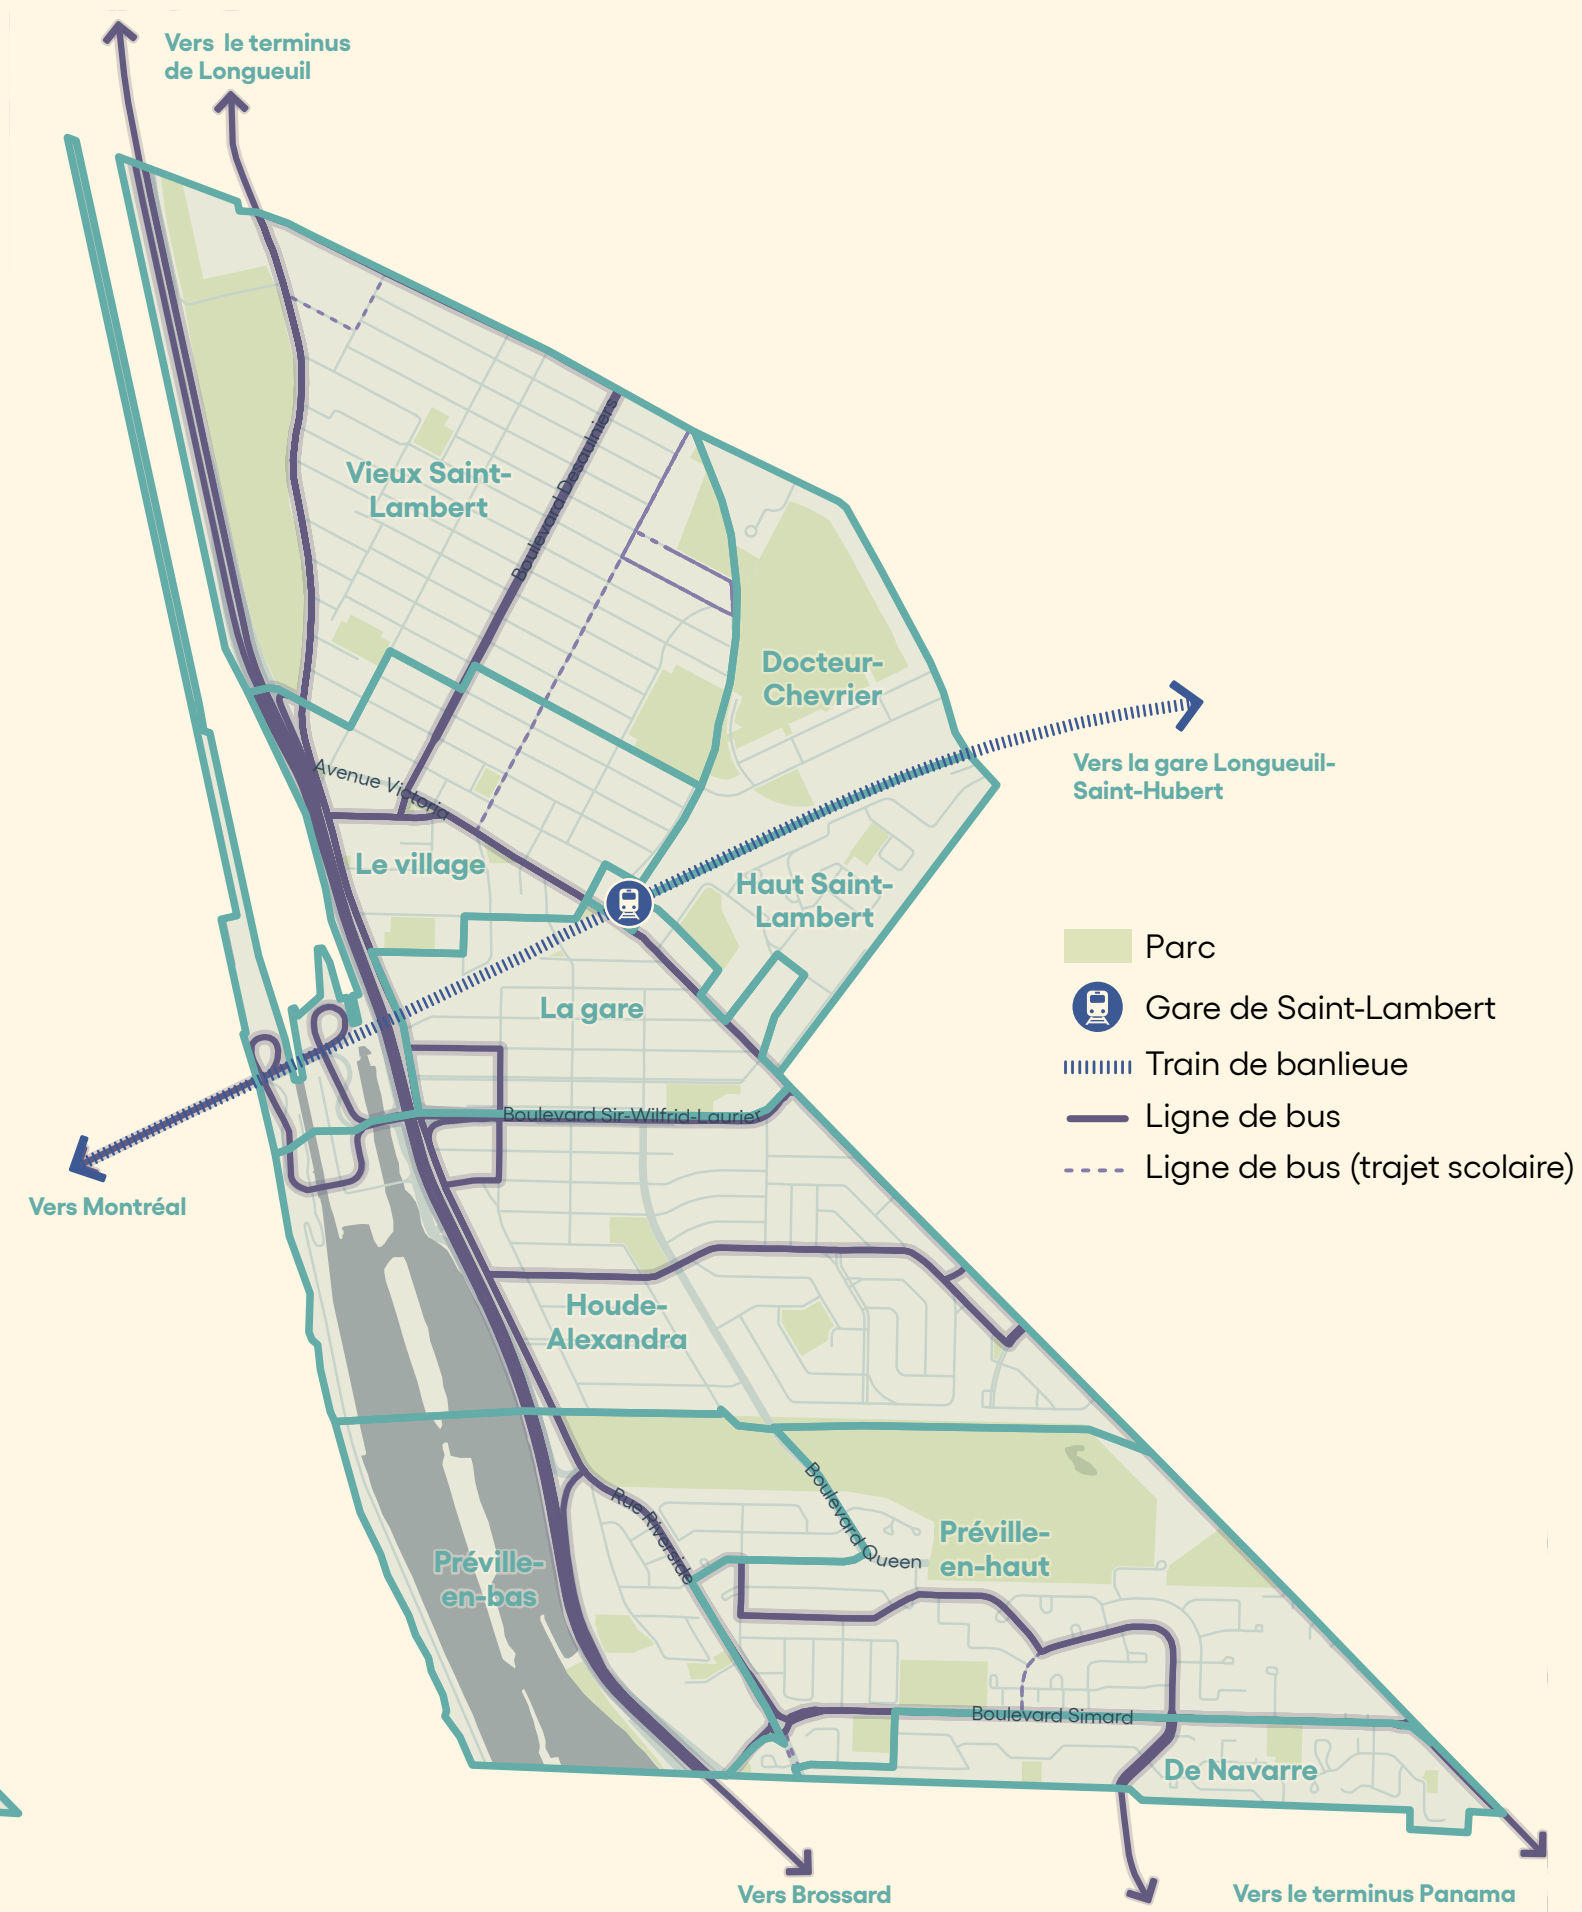 Vers le terminus
de Longueuil
Vieux Saint-
Lambert
Boulevard Desaulniers
Docteur-
Chevrier
Avenue Victoria
Vers la gare Longueuil-
Saint-Hubert
Le village
Haut Saint-
Lambert
La gare
Parc
Gare de Saint-Lambert
Train de banlieue
Ligne de bus
Ligne de bus (trajet scolaire)
Boulevard Sir-Wilfrid-Laurier
Vers Montréal
Houde-
Alexandra
Boulevard Queen
Rue Riverside
Préville-
en-haut
Préville-
en-bas
Boulevard Simard
De Navarre
Vers Brossard
Vers le terminus Panama